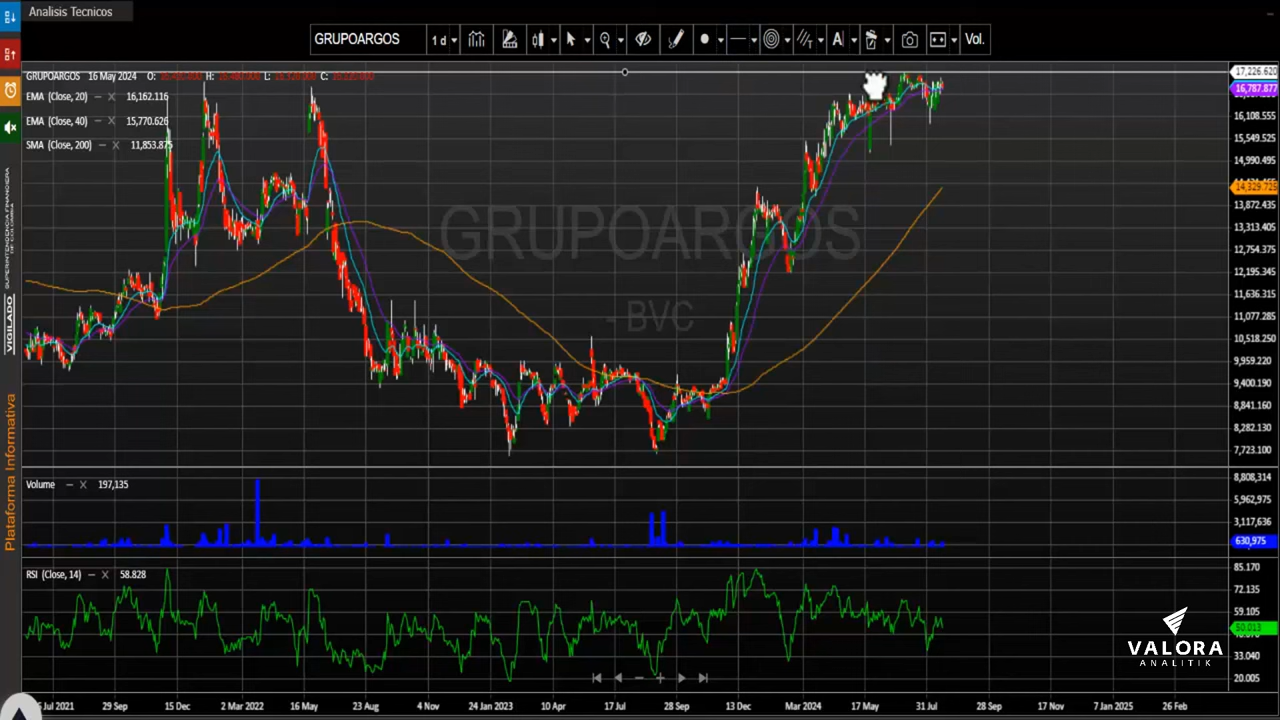 Analisis Tecnicos
GRUPOARGOS
1 d
A
Vol.
GRUPOARGOS 16 May 2024 O: H: L: C:
EMA (Close, 20) – X 16,162.116
EMA (Close, 40) – X 15,770.626
SMA (Close, 200) – X 11,853.875
GRUPOARGOS
- BVC
17,226.620
16,787.877
16,108.555
15,549.525
14,990.495
14,329.725
13,872.435
13,313.405
12,754.375
12,195.345
11,636.315
11,077.285
10,518.250
9,959.220
9,400.190
8,841.160
8,282.130
7,723.100
Volume – X 197,135
8,808,314
5,962,975
3,117,636
630,975
RSI (Close, 14) – X 58.828
85.170
72.135
59.105
50.013
33.040
20.005
Jul 2021 29 Sep 15 Dec 2 Mar 2022 16 May 23 Aug 4 Nov 24 Jan 2023 10 Apr 17 Jul 28 Sep 13 Dec Mar 2024 17 May 31 Jul 28 Sep 17 Nov 7 Jan 2025 26 Feb
VIGILADO
SUPERINTENDENCIA FINANCIERA
DE COLOMBIA
Plataforma Informativa
VALORA
ANALITIK